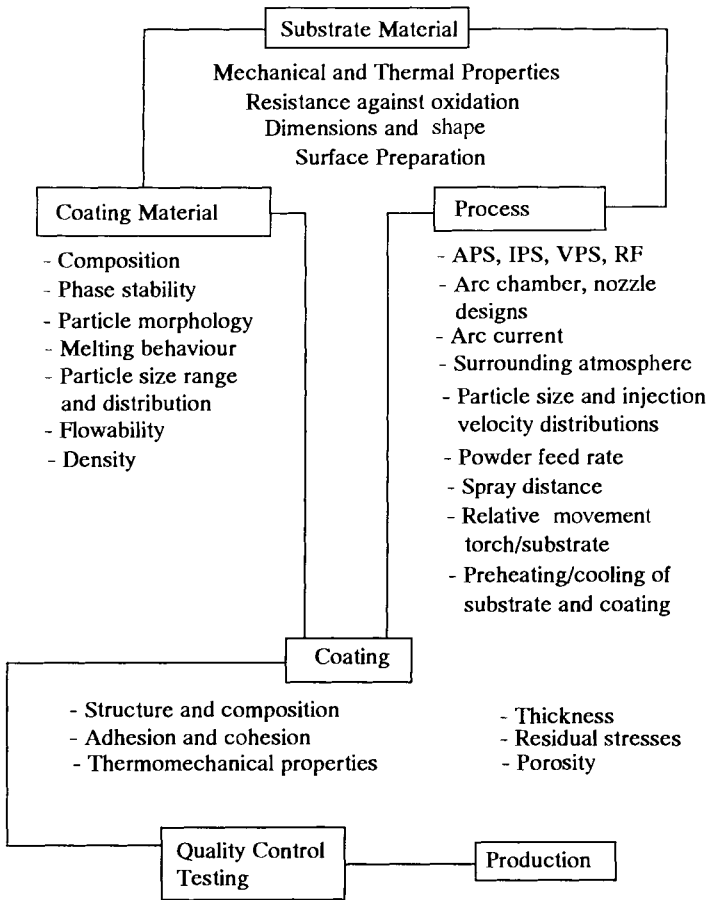 Substrate Material
Mechanical and Thermal Properties
Resistance against oxidation
Dimensions and shape
Surface Preparation
Coating Material
- Composition
- Phase stability
- Particle morphology
- Melting behaviour
- Particle size range
and distribution
- Flowability
- Density
Process
- APS, IPS, VPS, RF
- Arc chamber, nozzle
designs
- Arc current
- Surrounding atmosphere
- Particle size and injection
velocity distributions
- Powder feed rate
- Spray distance
- Relative movement
torch/substrate
- Preheating/cooling of
substrate and coating
Coating
- Structure and composition
- Adhesion and cohesion
- Thermomechanical properties
- Thickness
- Residual stresses
- Porosity
Quality Control
Testing
Production